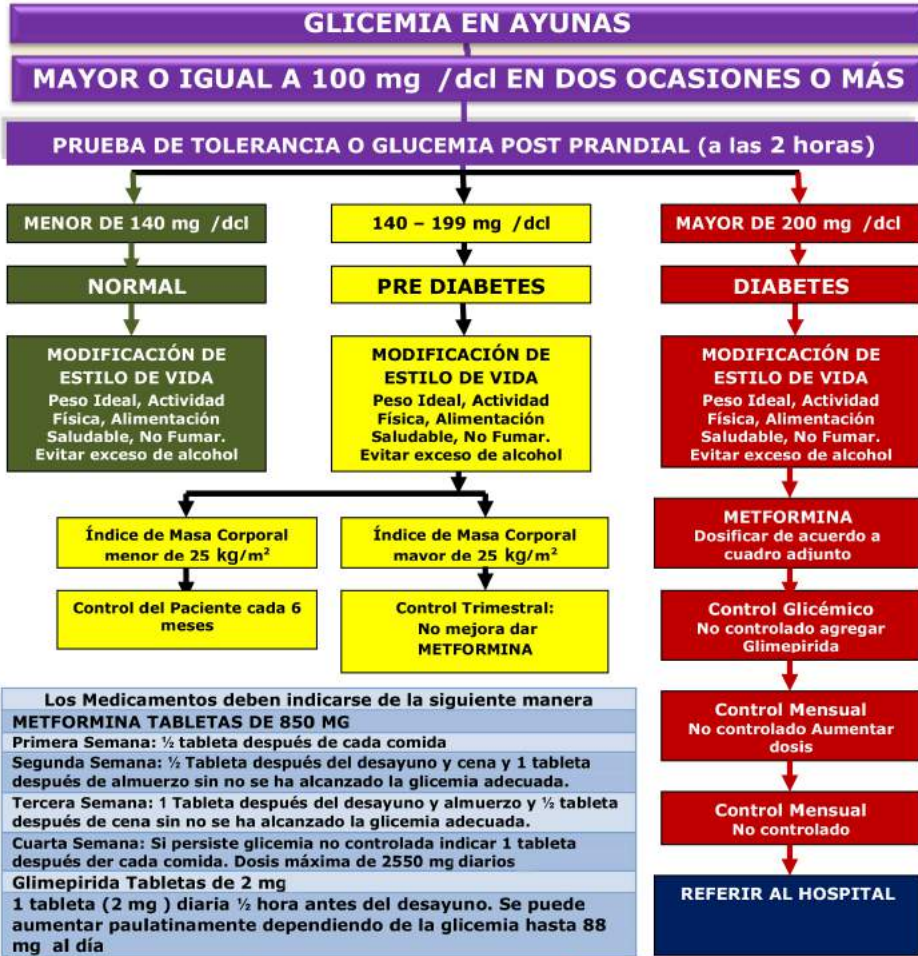 GLICEMIA EN AYUNAS
MAYOR O IGUAL A 100 mg /dcl EN DOS OCASIONES O MÁS
PRUEBA DE TOLERANCIA O GLUCEMIA POST PRANDIAL (a las 2 horas)
MENOR DE 140 mg /dcl
140 – 199 mg /dcl
MAYOR DE 200 mg /dcl
NORMAL
PRE DIABETES
DIABETES
MODIFICACIÓN DE
ESTILO DE VIDA
Peso Ideal, Actividad
Física, Alimentación
Saludable, No Fumar.
Evitar exceso de alcohol
MODIFICACIÓN DE
ESTILO DE VIDA
Peso Ideal, Actividad
Física, Alimentación
Saludable, No Fumar.
Evitar exceso de alcohol
MODIFICACIÓN DE
ESTILO DE VIDA
Peso Ideal, Actividad
Física, Alimentación
Saludable, No Fumar.
Evitar exceso de alcohol
Índice de Masa Corporal
menor de 25 kg/m²
Índice de Masa Corporal
mayor de 25 kg/m²
METFORMINA
Dosificar de acuerdo a
cuadro adjunto
Control del Paciente cada 6
meses
Control Trimestral:
No mejora dar
METFORMINA
Control Glicémico
No controlado agregar
Glimepirida
Control Mensual
No controlado Aumentar
dosis
Control Mensual
No controlado
REFERIR AL HOSPITAL
Los Medicamentos deben indicarse de la siguiente manera
METFORMINA TABLETAS DE 850 MG
Primera Semana: ½ tableta después de cada comida
Segunda Semana: ½ Tableta después del desayuno y cena y 1 tableta
después de almuerzo sin no se ha alcanzado la glicemia adecuada.
Tercera Semana: 1 Tableta después del desayuno y almuerzo y ½ tableta
después de cena sin no se ha alcanzado la glicemia adecuada.
Cuarta Semana: Si persiste glicemia no controlada indicar 1 tableta
después der cada comida. Dosis máxima de 2550 mg diarios
Glimepirida Tabletas de 2 mg
1 tableta (2 mg ) diaria ½ hora antes del desayuno. Se puede
aumentar paulatinamente dependiendo de la glicemia hasta 88
mg al día